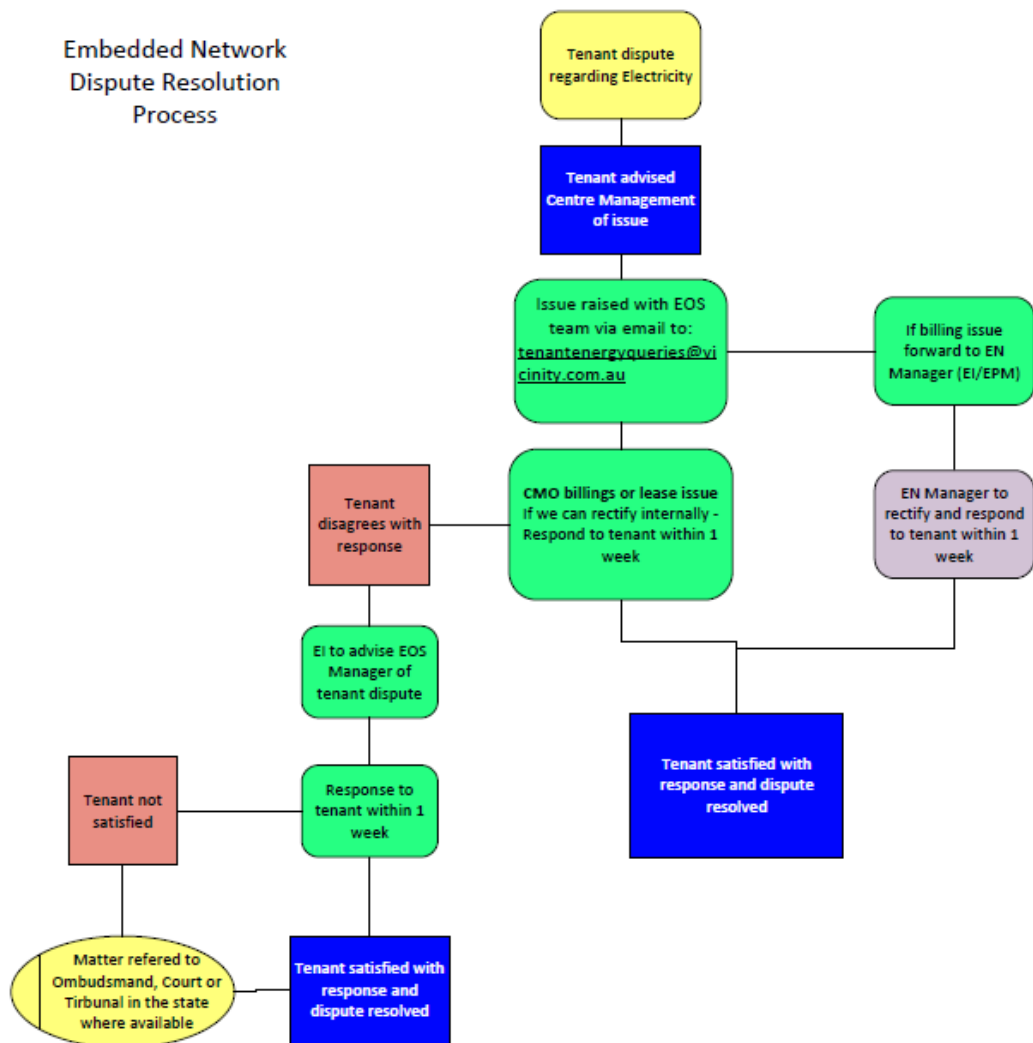 Embedded Network
Dispute Resolution
Process
Tenant dispute
regarding Electricity
Tenant advised
Centre Management
of issue
Issue raised with EOS
team via email to:
tenantenergyqueries@vi
cinity.com.au
If billing issue
forward to EN
Manager (EI/EPM)
Tenant
disagrees with
response
CMO billings or lease issue
If we can rectify internally -
Respond to tenant within 1
week
EN Manager to
rectify and respond
to tenant within 1
week
EI to advise EOS
Manager of
tenant dispute
Tenant not
satisfied
Response to
tenant within 1
week
Tenant satisfied with
response and dispute
resolved
Matter refered to
Ombudsmand, Court or
Tirbunal in the state
where available
Tenant satisfied with
response and
dispute resolved